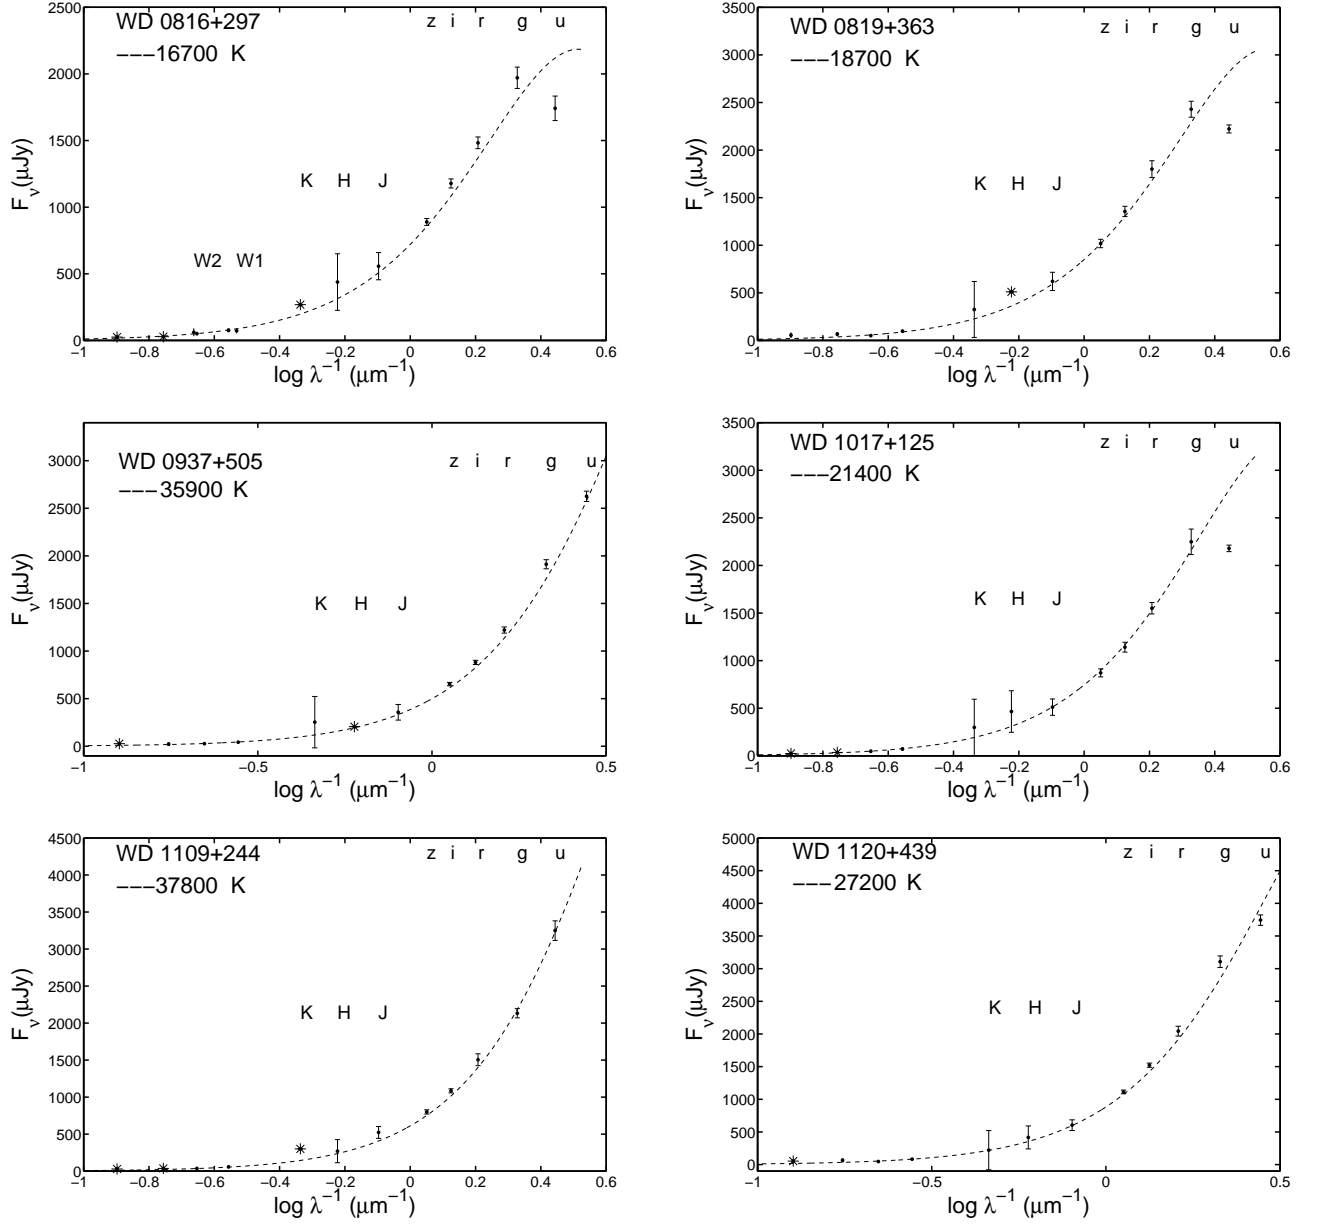 WD 0816+297
−−−16700 K
z i r g u
K H J
W2 W1
F_ν(μJy)
2500
2000
1500
1000
500
0
−1 −0.8 −0.6 −0.4 −0.2 0 0.2 0.4 0.6
log λ^−1 (μm^−1)
WD 0819+363
−−−18700 K
z i r g u
K H J
F_ν(μJy)
3500
3000
2500
2000
1500
1000
500
0
−1 −0.8 −0.6 −0.4 −0.2 0 0.2 0.4 0.6
log λ^−1 (μm^−1)
WD 0937+505
−−−35900 K
z i r g u
K H J
F_ν(μJy)
3000
2500
2000
1500
1000
500
0
−1 −0.5 0 0.5
log λ^−1 (μm^−1)
WD 1017+125
−−−21400 K
z i r g u
K H J
F_ν(μJy)
3500
3000
2500
2000
1500
1000
500
0
−1 −0.8 −0.6 −0.4 −0.2 0 0.2 0.4 0.6
log λ^−1 (μm^−1)
WD 1109+244
−−−37800 K
z i r g u
K H J
F_ν(μJy)
4500
4000
3500
3000
2500
2000
1500
1000
500
0
−1 −0.8 −0.6 −0.4 −0.2 0 0.2 0.4 0.6
log λ^−1 (μm^−1)
WD 1120+439
−−−27200 K
z i r g u
K H J
F_ν(μJy)
5000
4500
4000
3500
3000
2500
2000
1500
1000
500
0
−0.5 0 0.5
log λ^−1 (μm^−1)